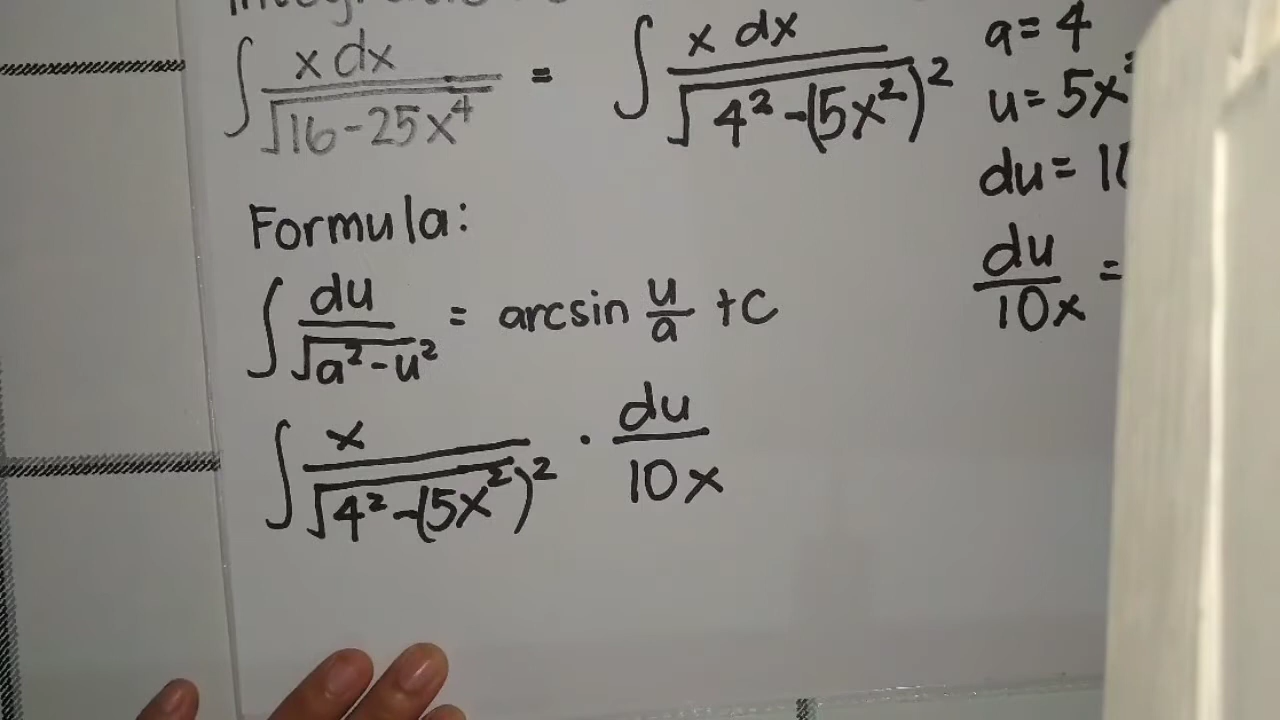 ∫ x dx / √16-25x⁴ = ∫ x dx / √4²-(5x²)²
a = 4
u = 5x
du = 1
du / 10x =
Formula:
∫ du / √a²-u² = arcsin u/a + C
∫ x / √4²-(5x²)² · du / 10x